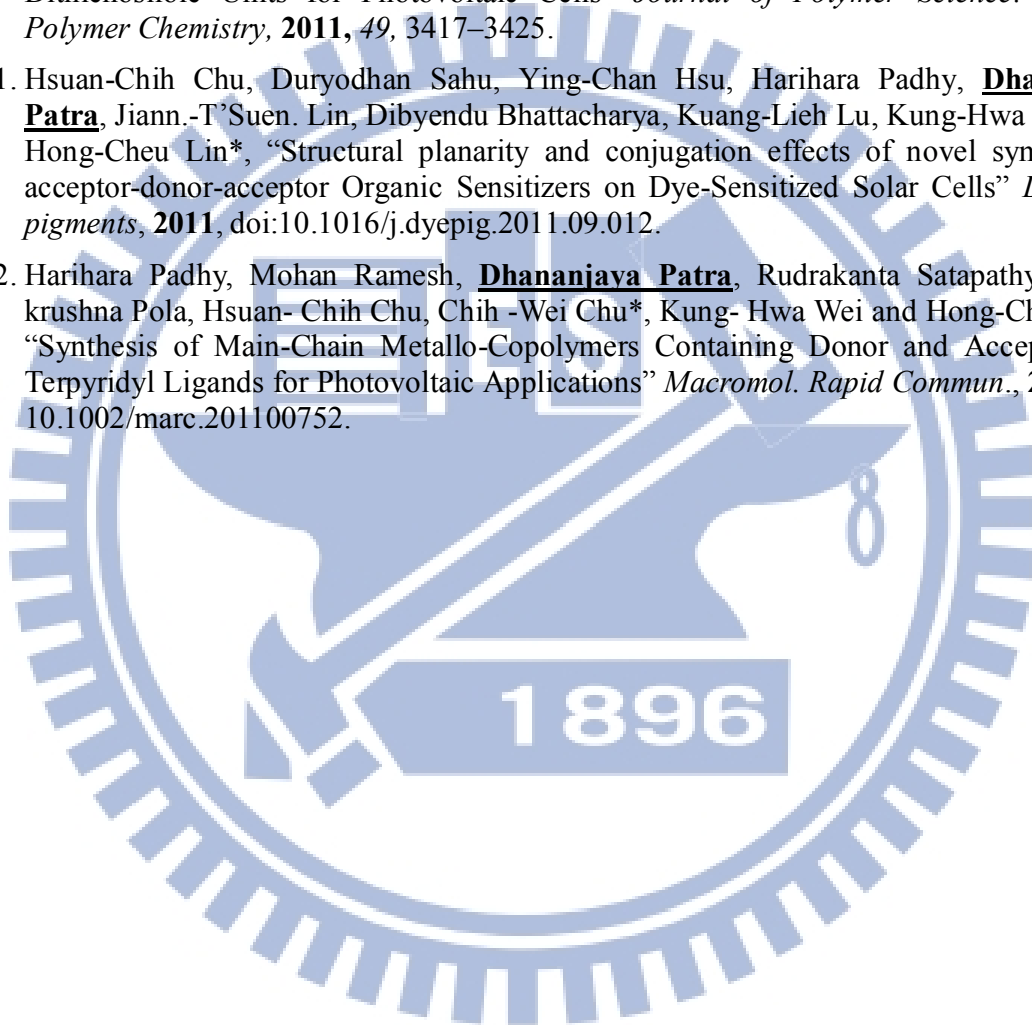 Polymer Chemistry, 2011, 49, 3417–3425.
1. Hsuan-Chih Chu, Duryodhan Sahu, Ying-Chan Hsu, Harihara Padhy, Dha
Patra, Jiann.-T’Suen. Lin, Dibyendu Bhattacharya, Kuang-Lieh Lu, Kung-Hwa
Hong-Cheu Lin*, “Structural planarity and conjugation effects of novel sym
acceptor-donor-acceptor Organic Sensitizers on Dye-Sensitized Solar Cells”
pigments, 2011, doi:10.1016/j.dyepig.2011.09.012.
2. Harihara Padhy, Mohan Ramesh, Dhananjaya Patra, Rudrakanta Satapathy
krushna Pola, Hsuan- Chih Chu, Chih -Wei Chu*, Kung- Hwa Wei and Hong-Ch
“Synthesis of Main-Chain Metallo-Copolymers Containing Donor and Accep
Terpyridyl Ligands for Photovoltaic Applications” Macromol. Rapid Commun.,
10.1002/marc.201100752.
ES
A
8
1896